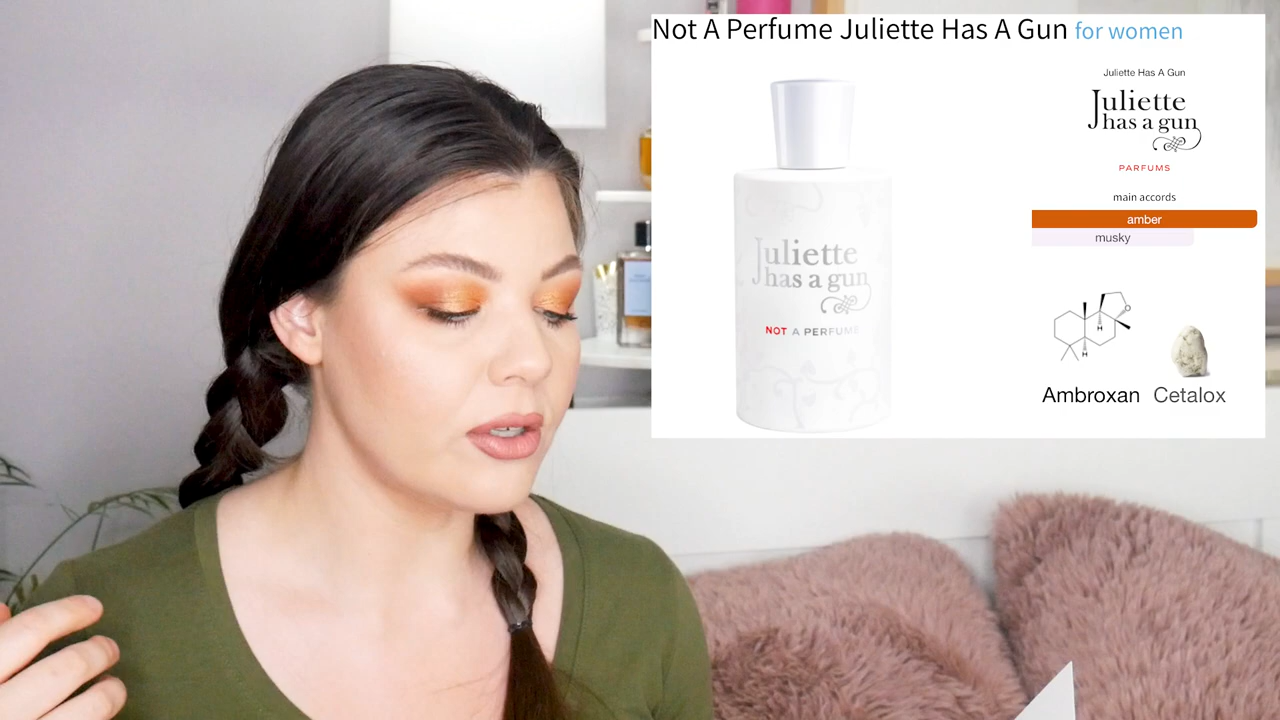 Not A Perfume Juliette Has A Gun for women
Juliette Has A Gun
Juliette
has a gun
PARFUMS
main accords
amber
musky
Juliette
has a gun
NOT A PERFUME
O
H
H
Ambroxan Cetalox